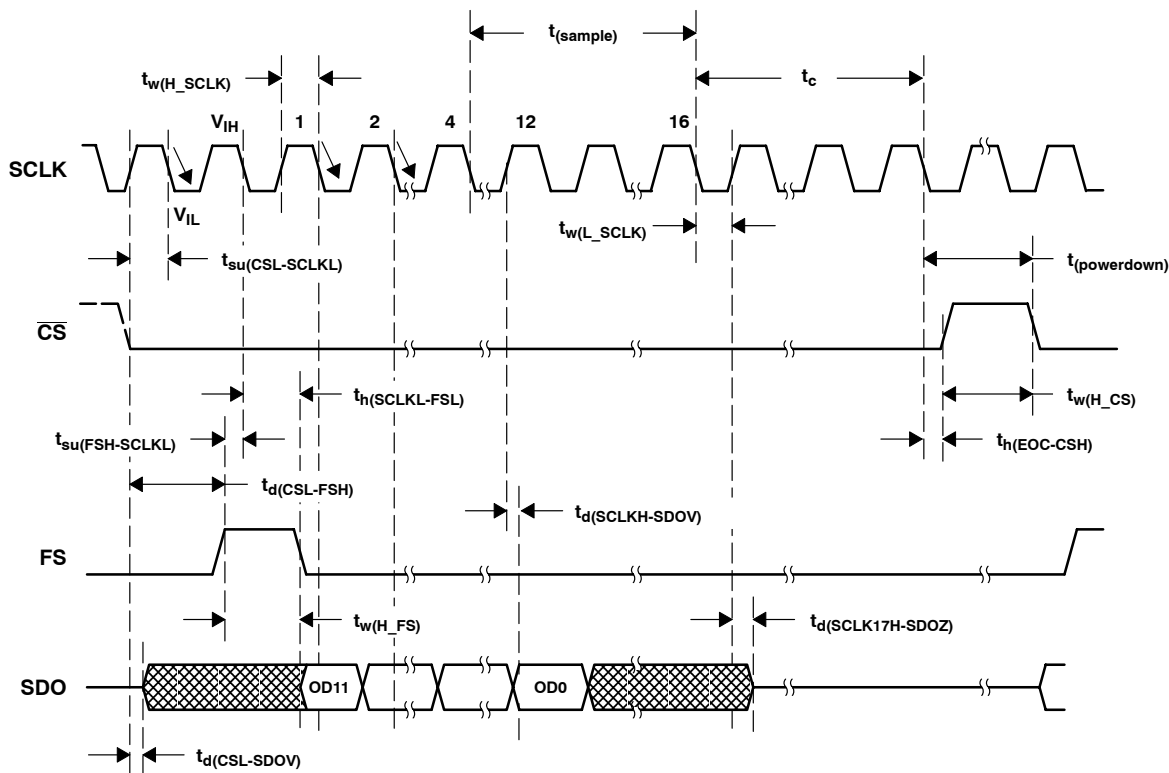 t(sample)
tw(H_SCLK)
tc
VIH
1
2
4
12
16
SCLK
VIL
tw(L_SCLK)
tsu(CSL-SCLKL)
t(powerdown)
CS
th(SCLKL-FSL)
tw(H_CS)
tsu(FSH-SCLKL)
th(EOC-CSH)
td(CSL-FSH)
td(SCLKH-SDOV)
FS
tw(H_FS)
td(SCLK17H-SDOZ)
SDO
OD11
OD0
td(CSL-SDOV)